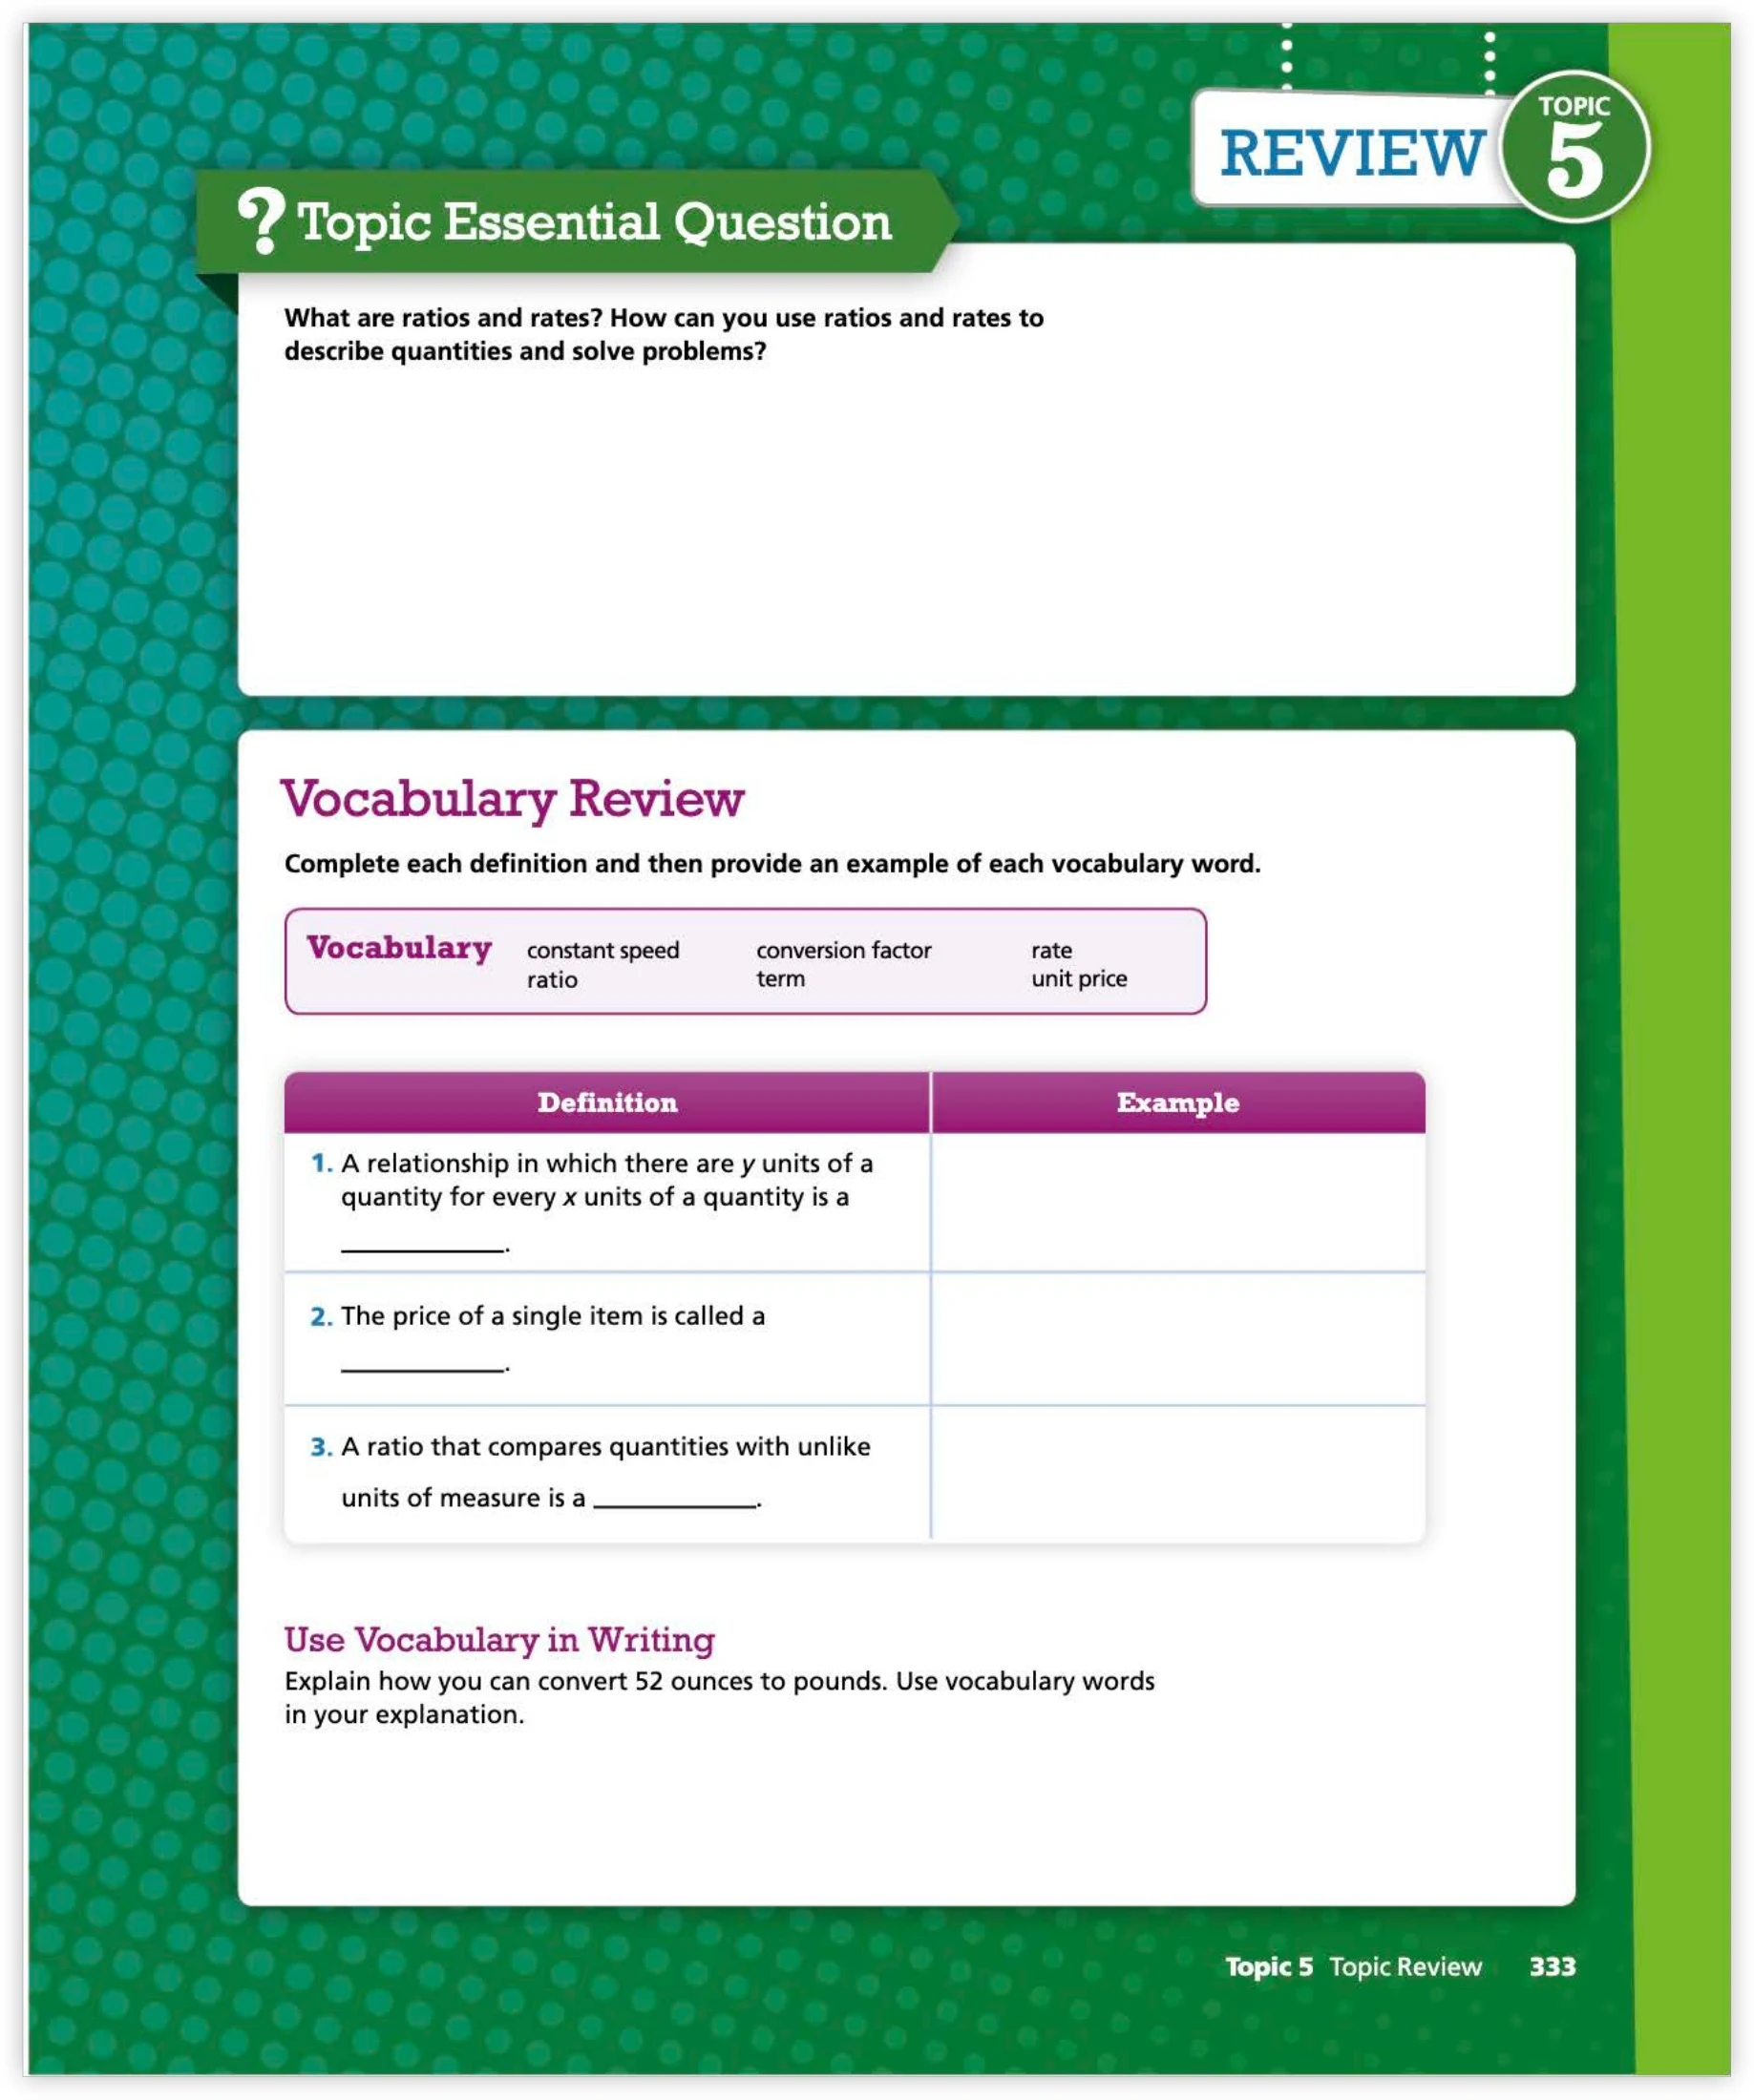 REVIEW
TOPIC
5
? Topic Essential Question
What are ratios and rates? How can you use ratios and rates to
describe quantities and solve problems?
Vocabulary Review
Complete each definition and then provide an example of each vocabulary word.
Vocabulary constant speed conversion factor rate
ratio term unit price
Definition Example
1. A relationship in which there are y units of a
quantity for every x units of a quantity is a
____________.
2. The price of a single item is called a
____________.
3. A ratio that compares quantities with unlike
units of measure is a ____________.
Use Vocabulary in Writing
Explain how you can convert 52 ounces to pounds. Use vocabulary words
in your explanation.
Topic 5 Topic Review 333